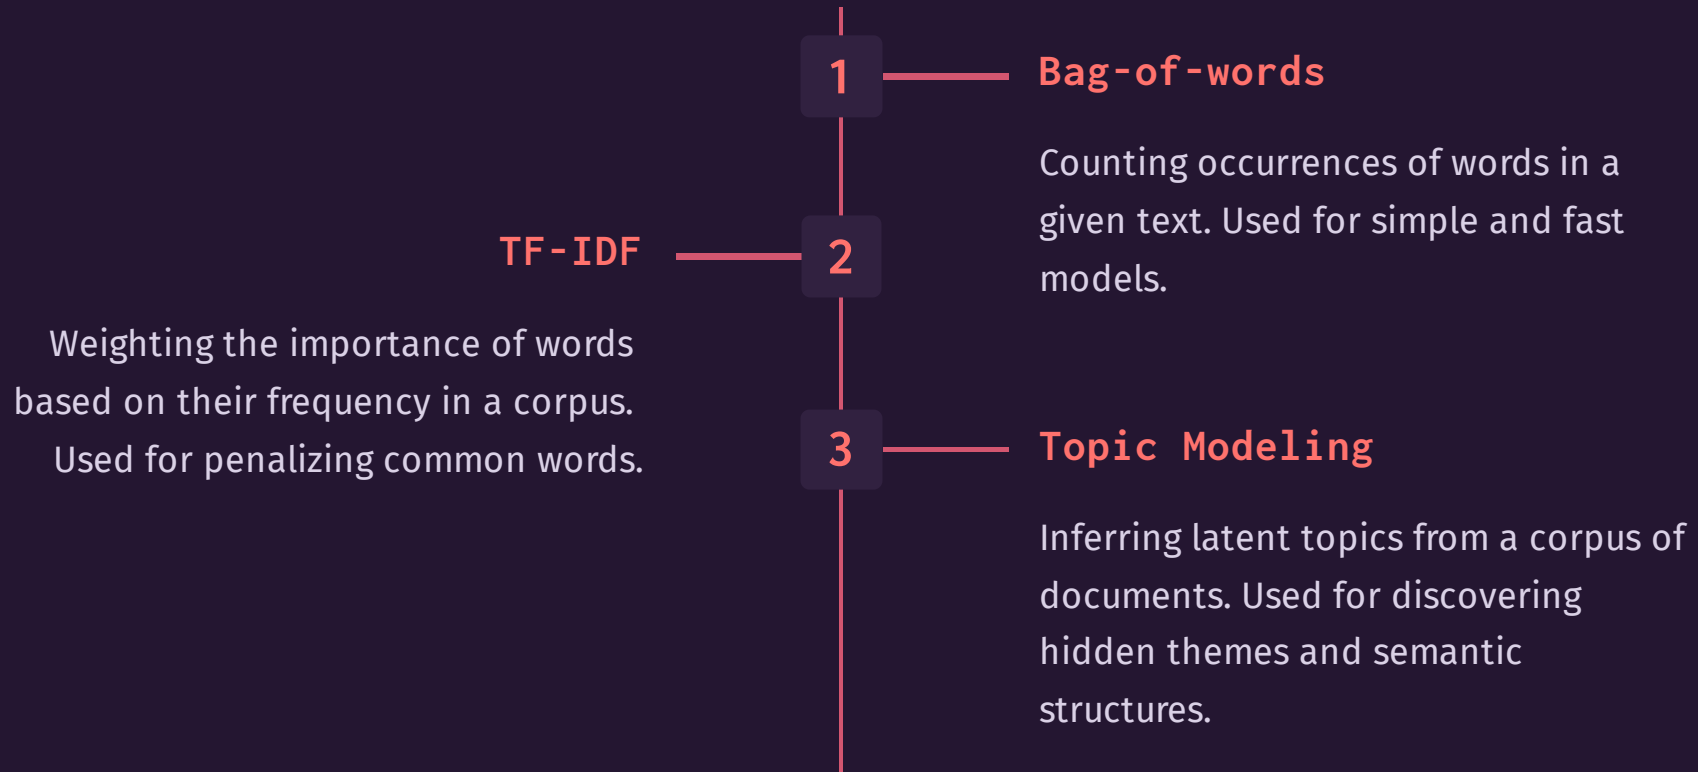 1
Bag-of-words
Counting occurrences of words in a
given text. Used for simple and fast
models.
2
TF-IDF
Weighting the importance of words
based on their frequency in a corpus.
Used for penalizing common words.
3
Topic Modeling
Inferring latent topics from a corpus of
documents. Used for discovering
hidden themes and semantic
structures.